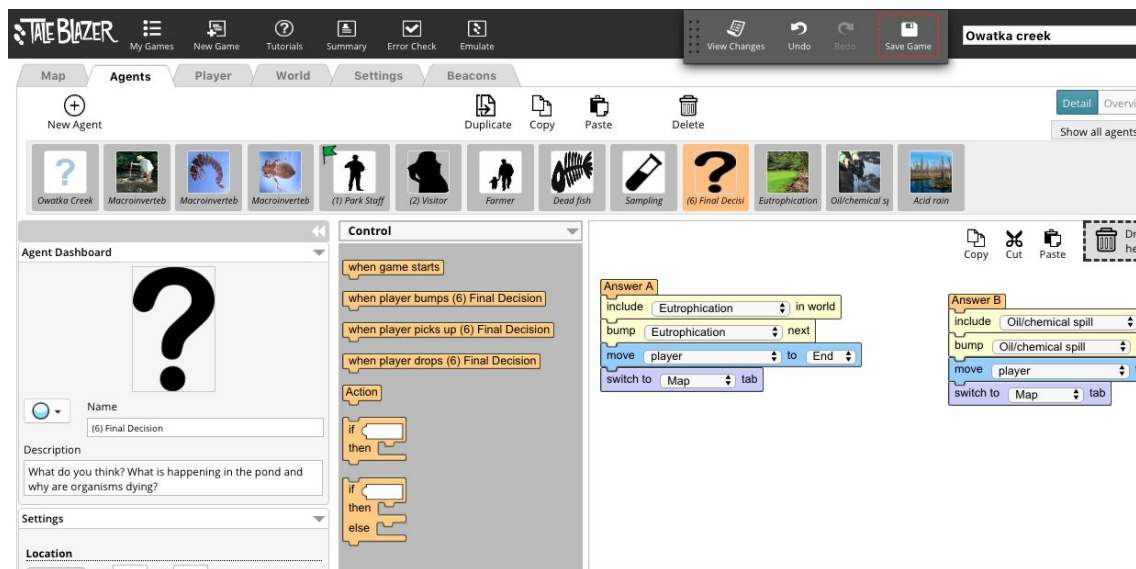 TALEBLAZER
My Games
New Game
Tutorials
Summary
Error Check
Emulate
View Changes
Undo
Redo
Save Game
Owatka creek
Map
Agents
Player
World
Settings
Beacons
New Agent
Duplicate
Copy
Paste
Delete
Detail
Overvi
Show all agents
Owatka Creek
Macroinverteb
Macroinverteb
Macroinverteb
(1) Park Staff
(2) Visitor
Farmer
Dead fish
Sampling
(6) Final Decisi
Eutrophication
Oil/chemical s
Acid rain
Agent Dashboard
Name
(6) Final Decision
Description
What do you think? What is happening in the pond and
why are organisms dying?
Settings
Location
Control
when game starts
when player bumps (6) Final Decision
when player picks up (6) Final Decision
when player drops (6) Final Decision
Action
if
then
if
then
else
Copy
Cut
Paste
Dr
he
Answer A
include Eutrophication in world
bump Eutrophication next
move player to End
switch to Map tab
Answer B
include Oil/chemical spill
bump Oil/chemical spill
move player
switch to Map tab